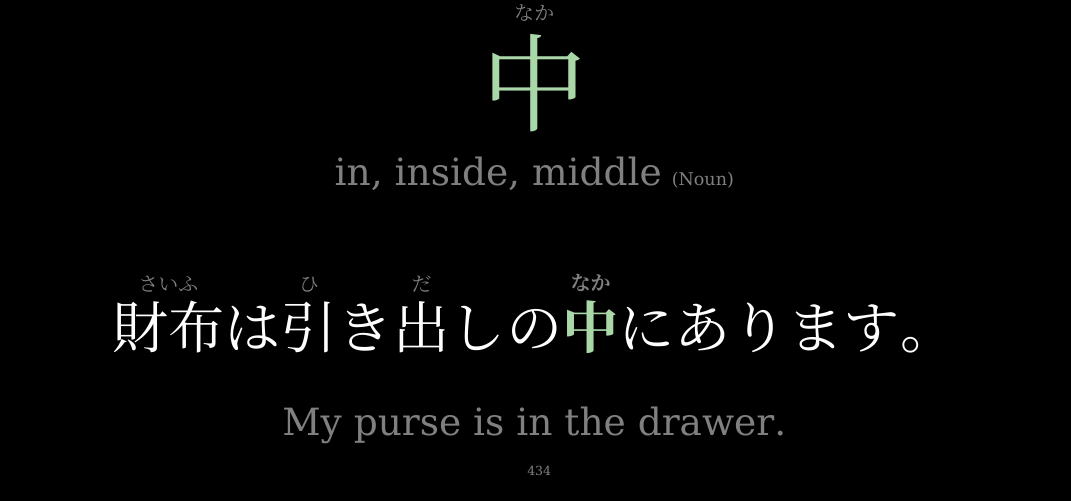 なか
中
in, inside, middle (Noun)
さいふ ひ だ なか
財布は引き出しの中にあります。
My purse is in the drawer.
434